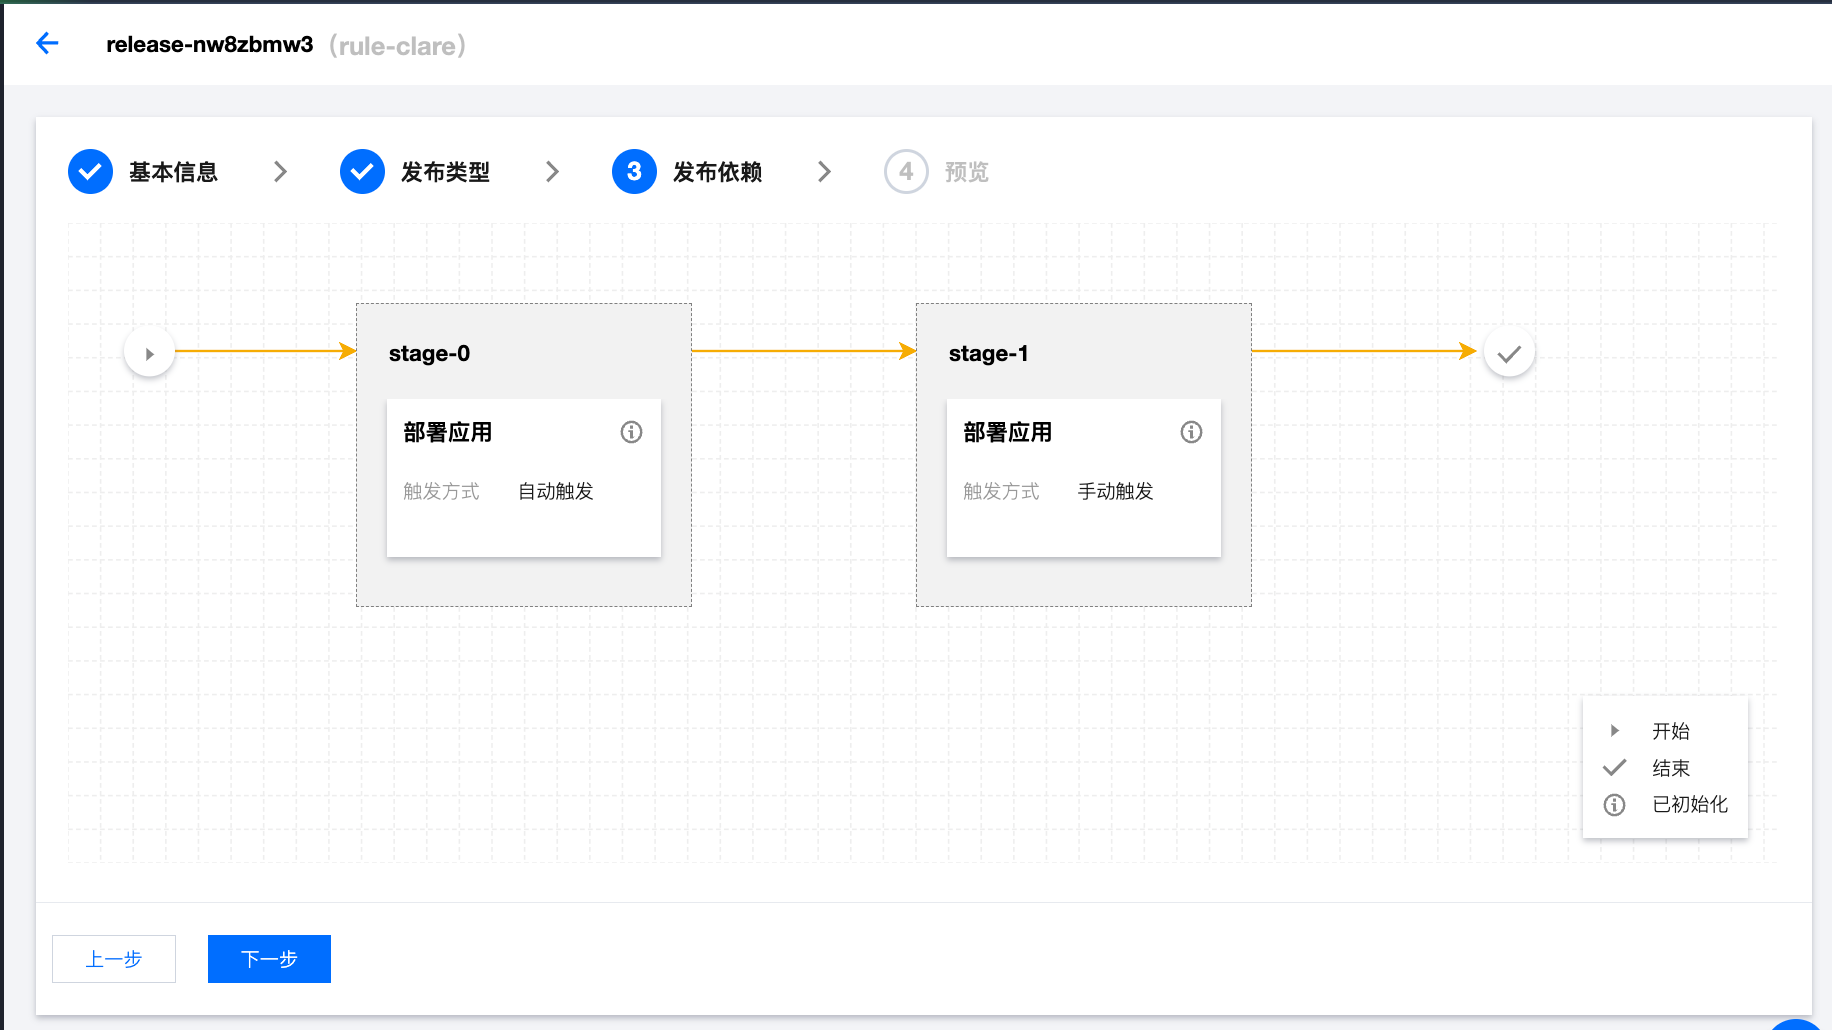 release-nw8zbmw3 (rule-clare)
基本信息
发布类型
3 发布依赖
4 预览
stage-0
部署应用
触发方式 自动触发
stage-1
部署应用
触发方式 手动触发
开始
结束
已初始化
上一步
下一步